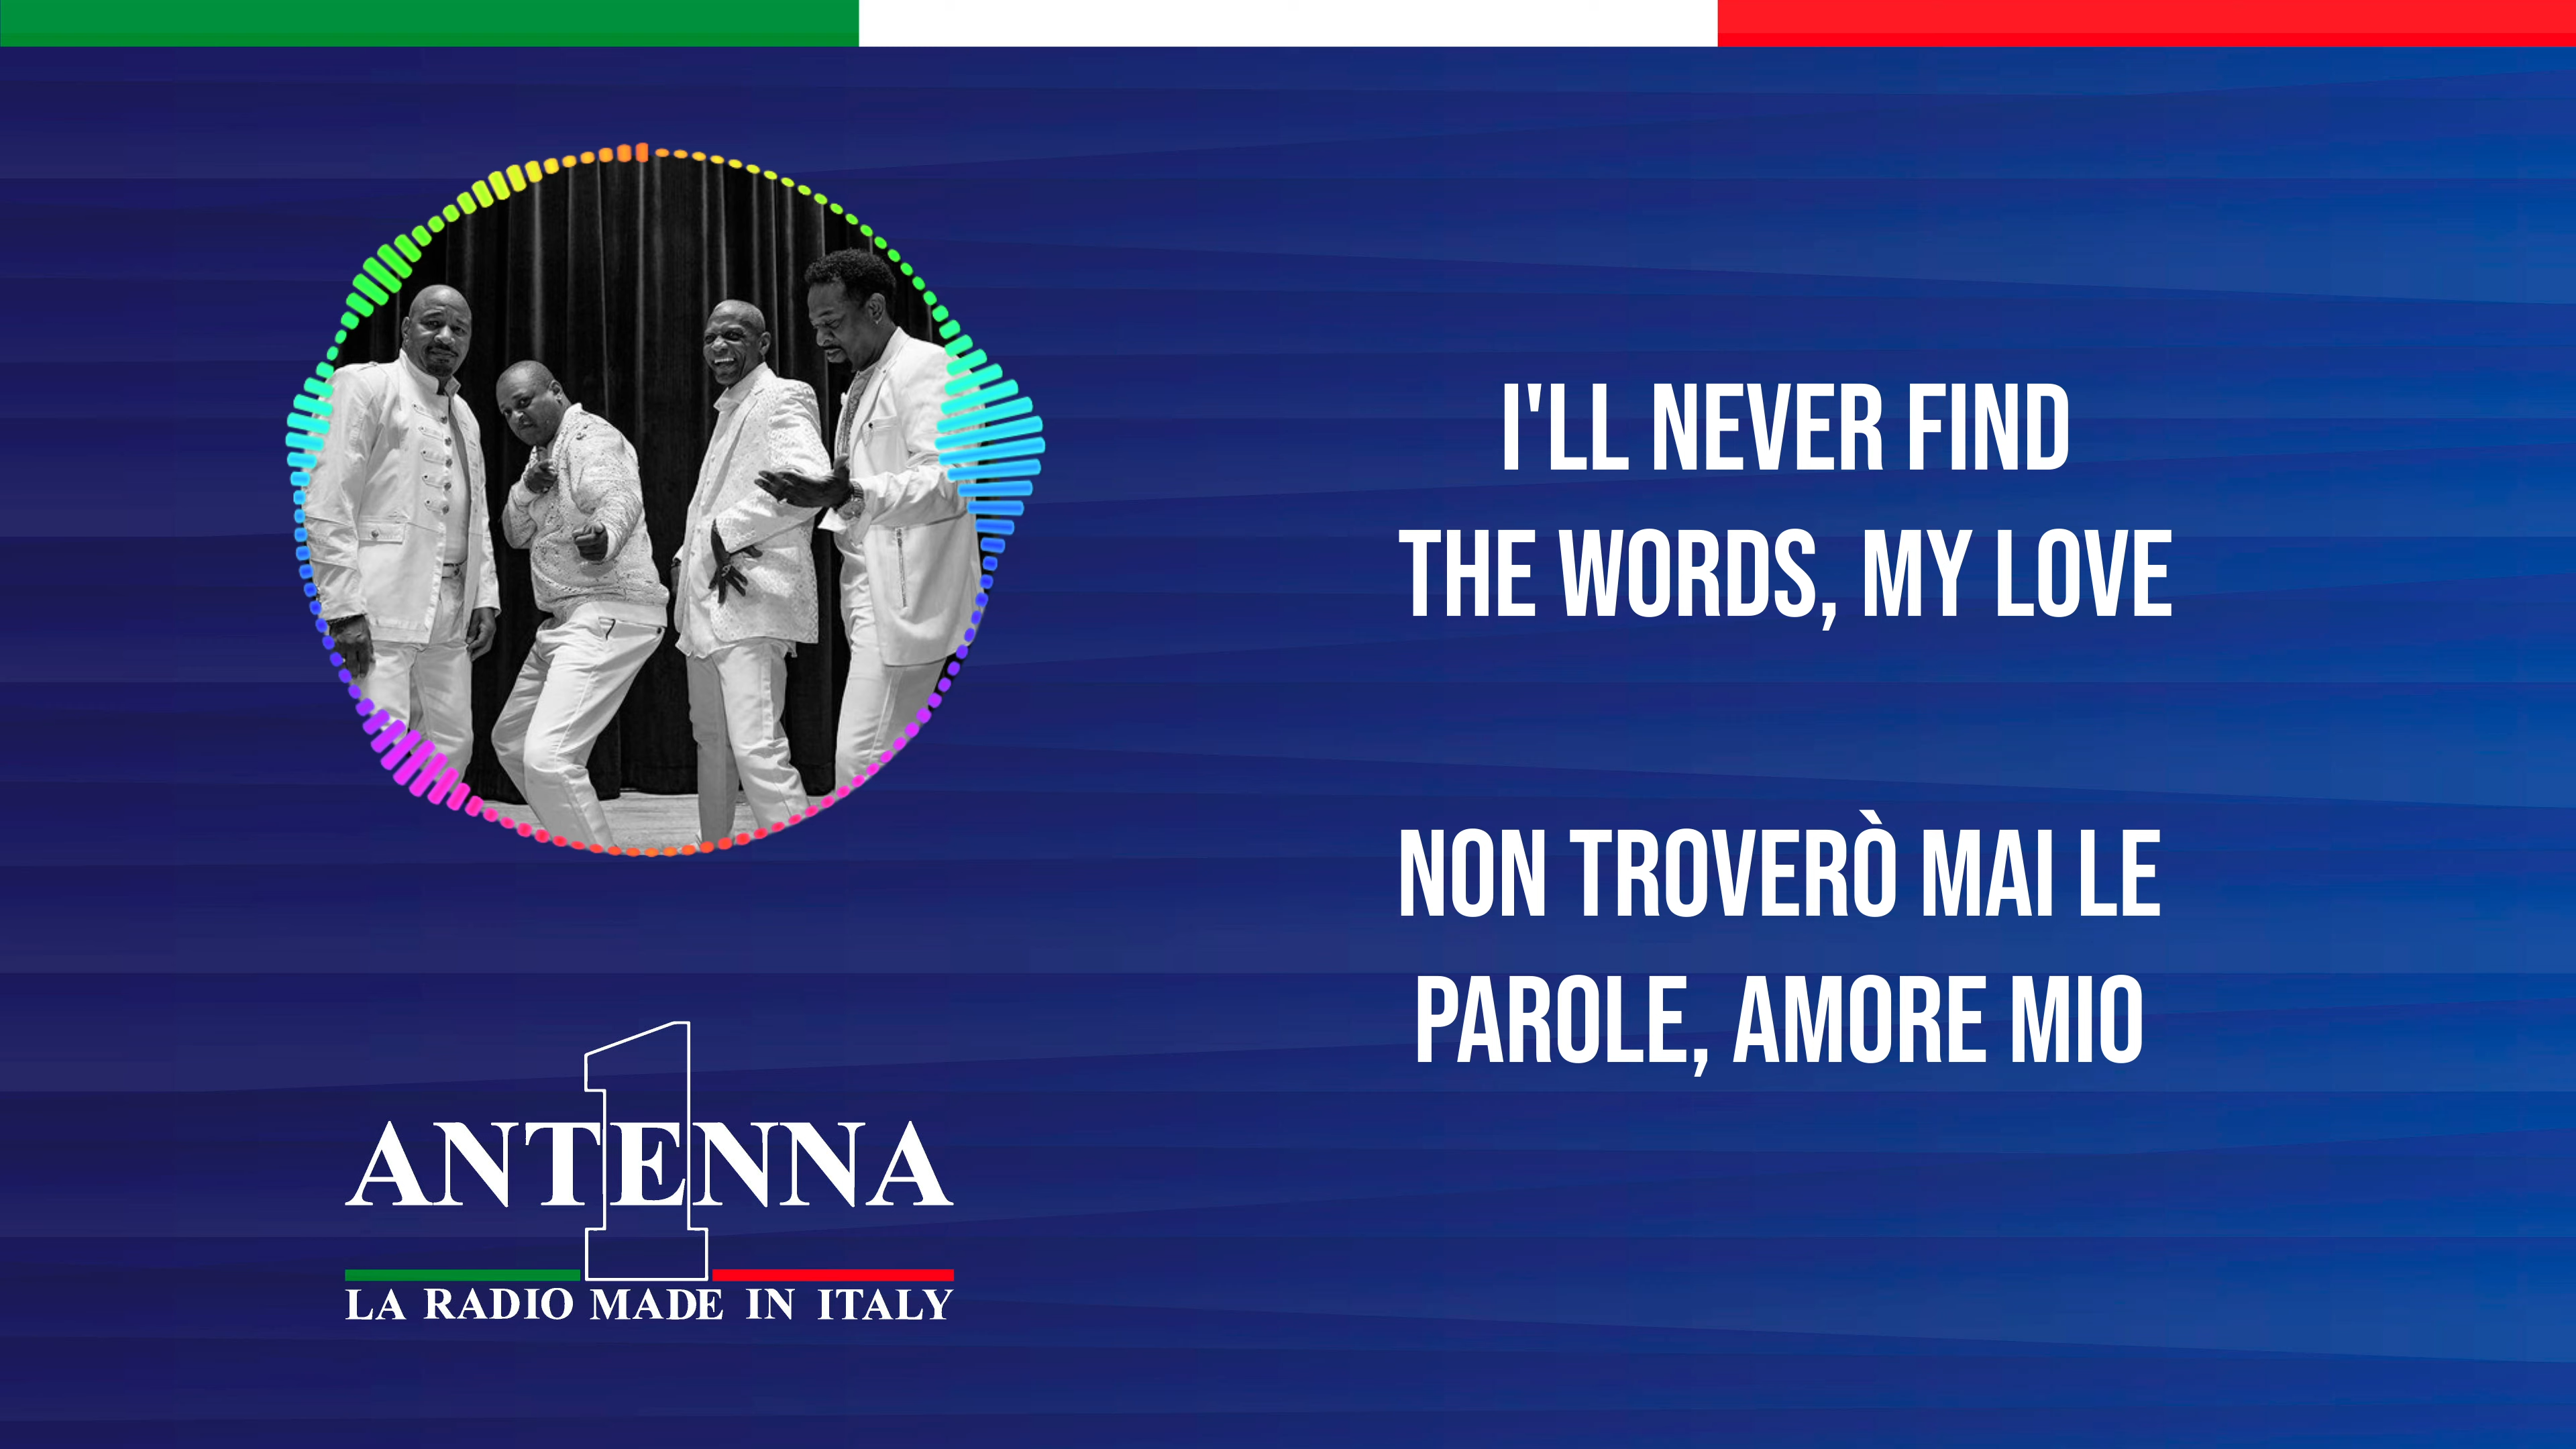 I'LL NEVER FIND
THE WORDS, MY LOVE
NON TROVERÒ MAI LE
PAROLE, AMORE MIO
1
ANTENNA
LA RADIO MADE IN ITALY